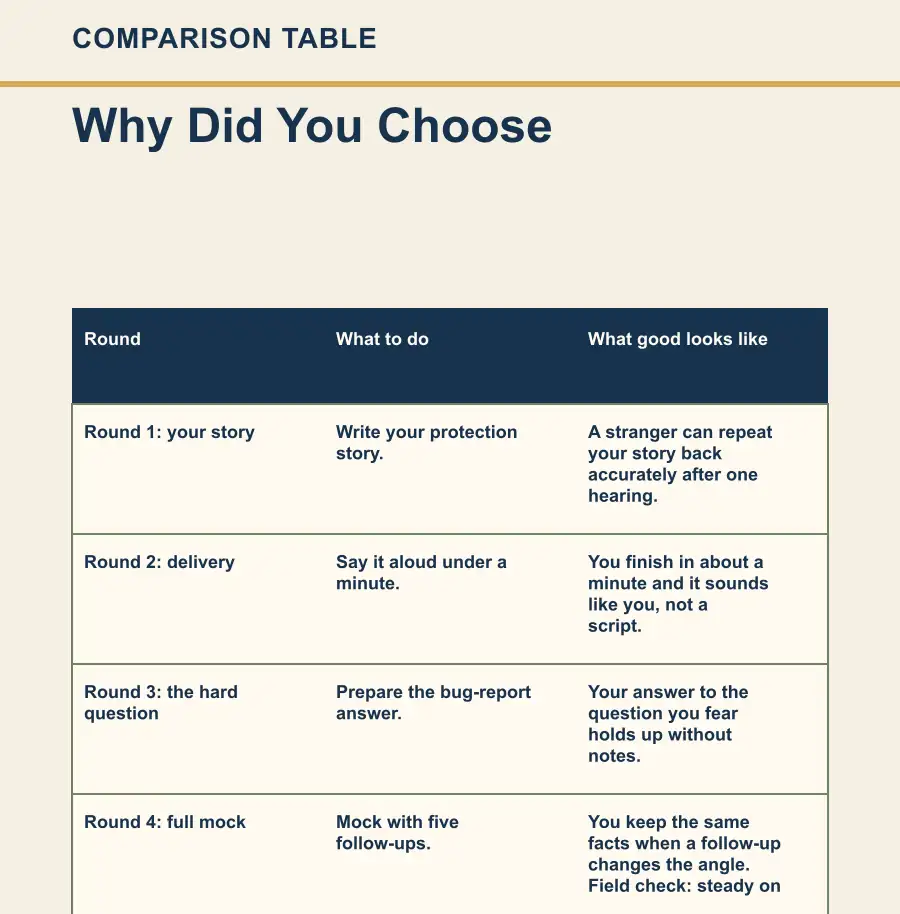 COMPARISON TABLE
Why Did You Choose
Round
What to do
What good looks like
Round 1: your story
Write your protection
story.
A stranger can repeat
your story back
accurately after one
hearing.
Round 2: delivery
Say it aloud under a
minute.
You finish in about a
minute and it sounds
like you, not a
script.
Round 3: the hard
question
Prepare the bug-report
answer.
Your answer to the
question you fear
holds up without
notes.
Round 4: full mock
Mock with five
follow-ups.
You keep the same
facts when a follow-up
changes the angle.
Field check: steady on